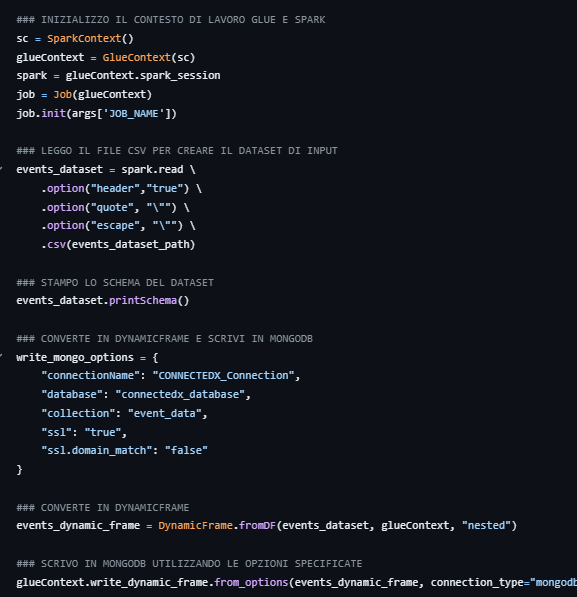 ### INIZIALIZZO IL CONTESTO DI LAVORO GLUE E SPARK
sc = SparkContext()
glueContext = GlueContext(sc)
spark = glueContext.spark_session
job = Job(glueContext)
job.init(args['JOB_NAME'])
### LEGGO IL FILE CSV PER CREARE IL DATASET DI INPUT
events_dataset = spark.read \
    .option("header","true") \
    .option("quote", "\"") \
    .option("escape", "\"") \
    .csv(events_dataset_path)
### STAMPO LO SCHEMA DEL DATASET
events_dataset.printSchema()
### CONVERTE IN DYNAMICFRAME E SCRIVI IN MONGODB
write_mongo_options = {
    "connectionName": "CONNECTEDX_Connection",
    "database": "connectedx_database",
    "collection": "event_data",
    "ssl": "true",
    "ssl.domain_match": "false"
}
### CONVERTE IN DYNAMICFRAME
events_dynamic_frame = DynamicFrame.fromDF(events_dataset, glueContext, "nested")
### SCRIVO IN MONGODB UTILIZZANDO LE OPZIONI SPECIFICATE
glueContext.write_dynamic_frame.from_options(events_dynamic_frame, connection_type="mongodb